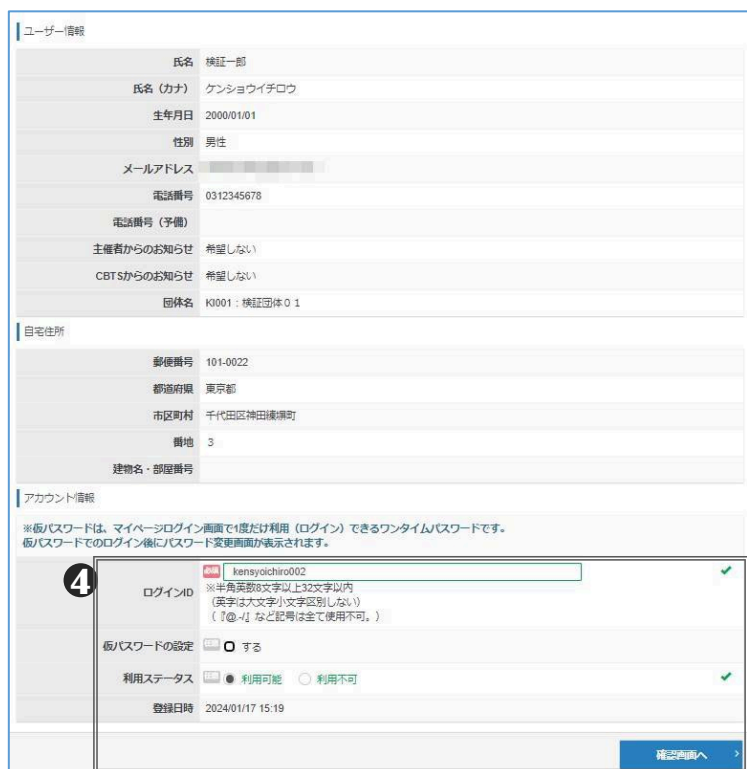 ユーザー情報
氏名 検証一郎
氏名（カナ） ケンショウイチロウ
生年月日 2000/01/01
性別 男性
メールアドレス
電話番号 0312345678
電話番号（予備）
主催者からのお知らせ 希望しない
CBTSからのお知らせ 希望しない
団体名 KI001：検証団体０１
自宅住所
郵便番号 101-0022
都道府県 東京都
市区町村 千代田区神田練塀町
番地 ３
建物名・部屋番号
アカウント情報
※仮パスワードは、マイページログイン画面で1度だけ利用（ログイン）できるワンタイムパスワードです。
仮パスワードでのログイン後にパスワード変更画面が表示されます。
❹
ログインID 必須 kensyoichiro002
※半角英数8文字以上32文字以内
（英字は大文字小文字区別しない）
（『@.-/』など記号は全て使用不可。）
仮パスワードの設定 する
利用ステータス 利用可能 利用不可
登録日時 2024/01/17 15:19
確認画面へ